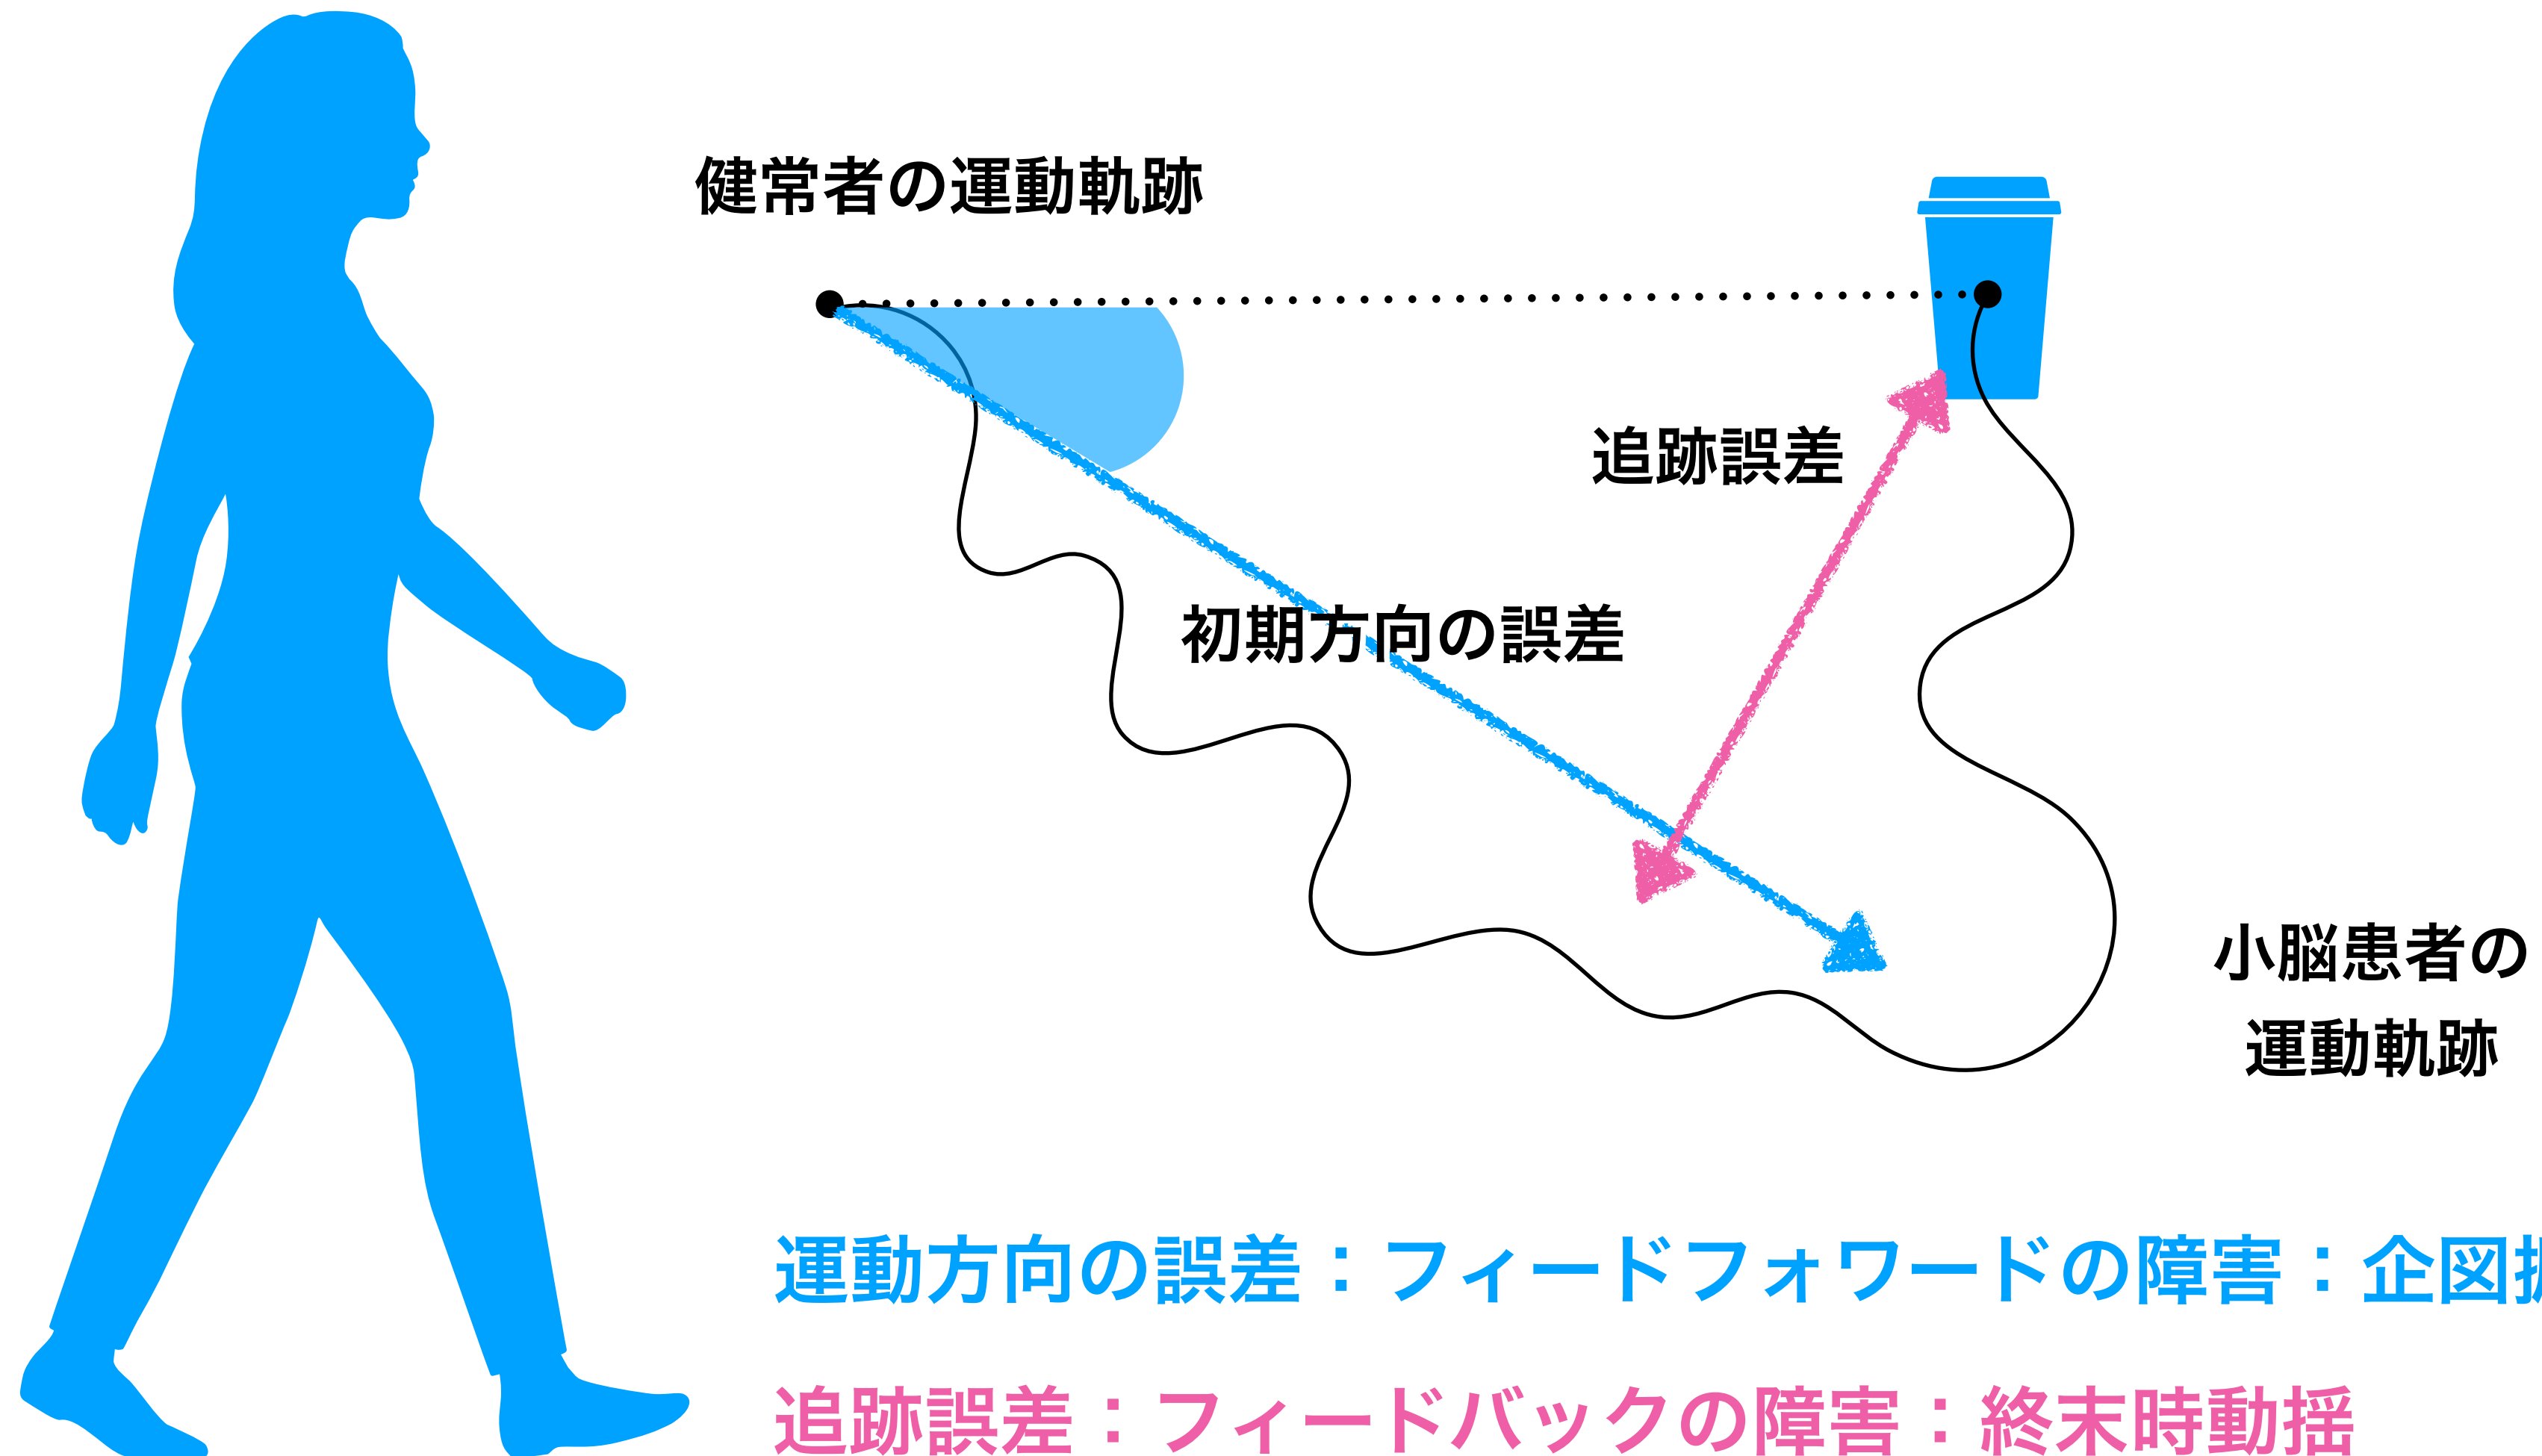 健常者の運動軌跡
追跡誤差
初期方向の誤差
小脳患者の
運動軌跡
運動方向の誤差：フィードフォワードの障害：企図
追跡誤差：フィードバックの障害：終末時動揺